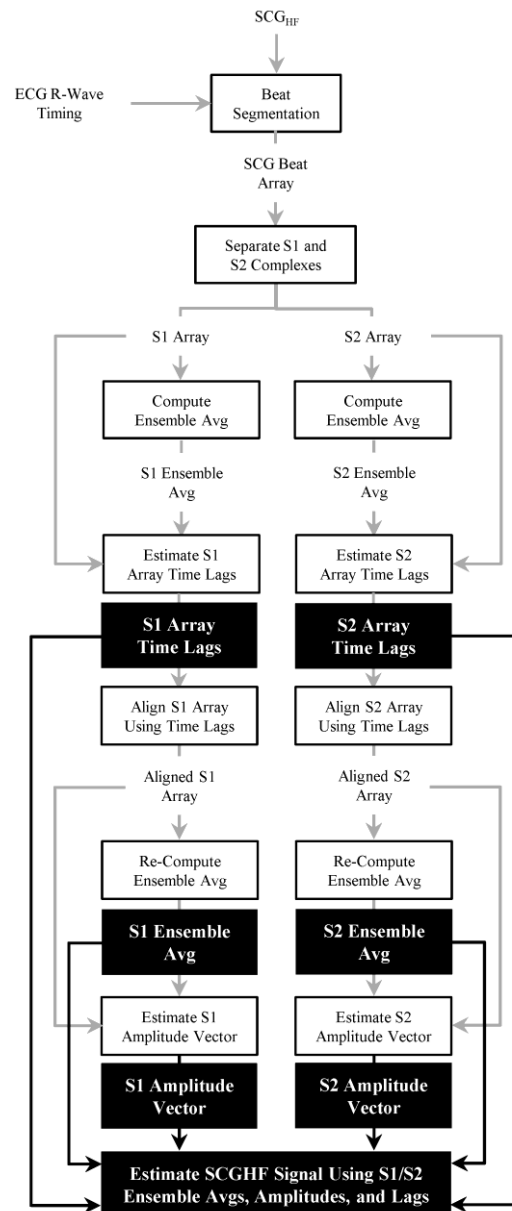 SCGHF
ECG R-Wave
Timing
Beat
Segmentation
SCG Beat
Array
Separate S1 and
S2 Complexes
S1 Array
S2 Array
Compute
Ensemble Avg
Compute
Ensemble Avg
S1 Ensemble
Avg
S2 Ensemble
Avg
Estimate S1
Array Time Lags
Estimate S2
Array Time Lags
S1 Array
Time Lags
S2 Array
Time Lags
Align S1 Array
Using Time Lags
Align S2 Array
Using Time Lags
Aligned S1
Array
Aligned S2
Array
Re-Compute
Ensemble Avg
Re-Compute
Ensemble Avg
S1 Ensemble
Avg
S2 Ensemble
Avg
Estimate S1
Amplitude Vector
Estimate S2
Amplitude Vector
S1 Amplitude
Vector
S2 Amplitude
Vector
Estimate SCGHF Signal Using S1/S2
Ensemble Avgs, Amplitudes, and Lags